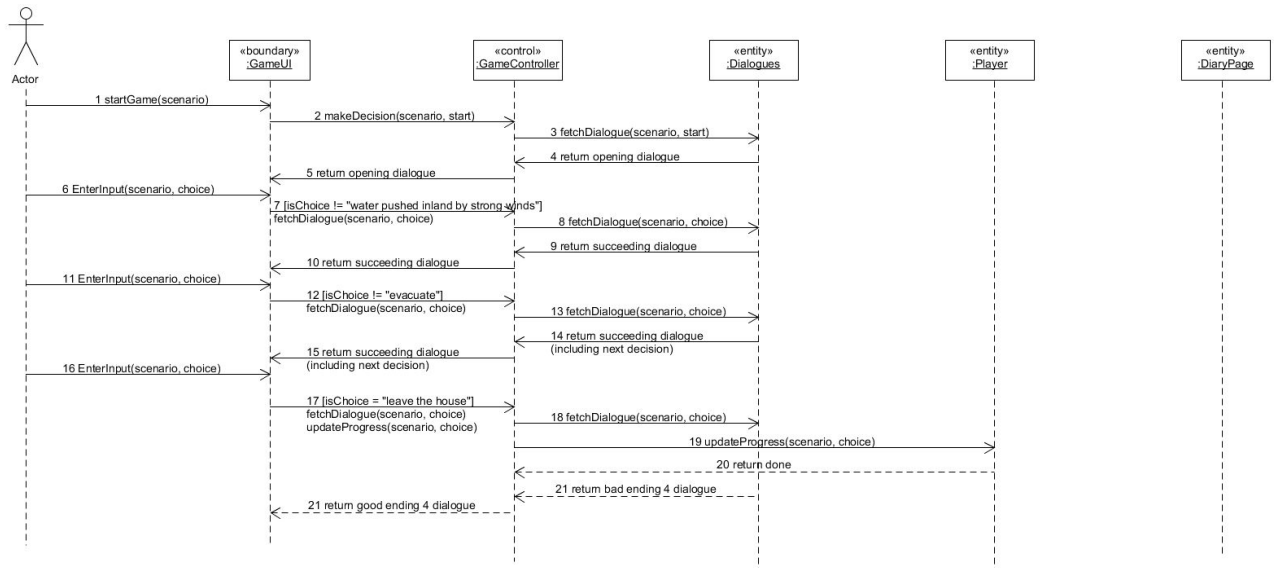 «boundary»
:GameUI
«control»
:GameController
«entity»
:Dialogues
«entity»
:Player
«entity»
:DiaryPage
Actor
1 startGame(scenario)
2 makeDecision(scenario, start)
3 fetchDialogue(scenario, start)
4 return opening dialogue
5 return opening dialogue
6 EnterInput(scenario, choice)
7 [isChoice != "water pushed inland by strong winds"]
fetchDialogue(scenario, choice)
8 fetchDialogue(scenario, choice)
9 return succeeding dialogue
10 return succeeding dialogue
11 EnterInput(scenario, choice)
12 [isChoice != "evacuate"]
fetchDialogue(scenario, choice)
13 fetchDialogue(scenario, choice)
14 return succeeding dialogue
(including next decision)
15 return succeeding dialogue
(including next decision)
16 EnterInput(scenario, choice)
17 [isChoice = "leave the house"]
fetchDialogue(scenario, choice)
updateProgress(scenario, choice)
18 fetchDialogue(scenario, choice)
19 updateProgress(scenario, choice)
20 return done
21 return bad ending 4 dialogue
21 return good ending 4 dialogue